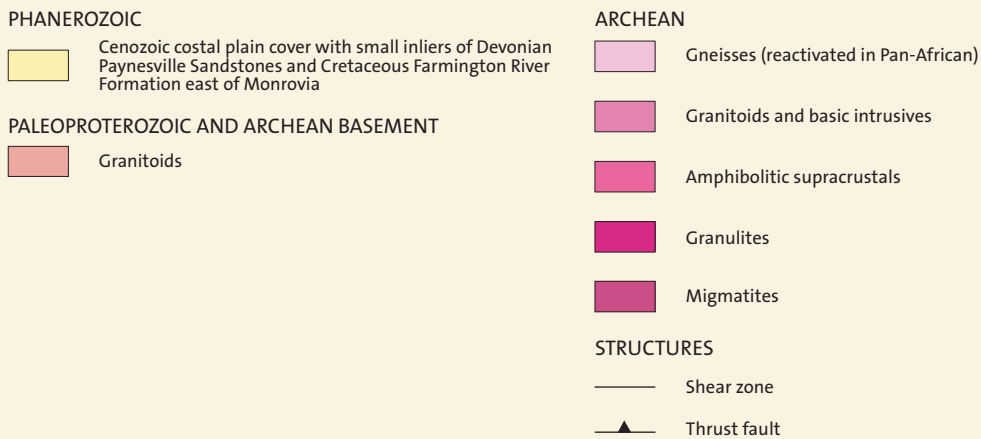 PHANEROZOIC
Cenozoic costal plain cover with small inliers of Devonian
Paynesville Sandstones and Cretaceous Farmington River
Formation east of Monrovia
PALEOPROTEROZOIC AND ARCHEAN BASEMENT
Granitoids
ARCHEAN
Gneisses (reactivated in Pan-African)
Granitoids and basic intrusives
Amphibolitic supracrustals
Granulites
Migmatites
STRUCTURES
Shear zone
Thrust fault